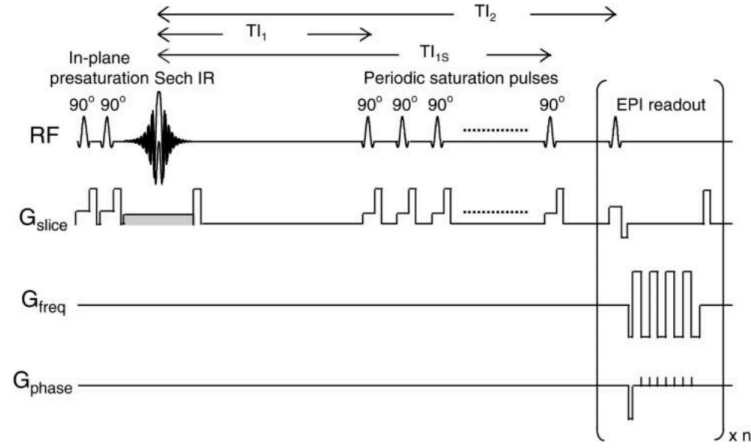 TI2
TI1
TI1S
In-plane
presaturation Sech IR
Periodic saturation pulses
EPI readout
90° 90°
90° 90° 90°
90°
RF
Gslice
Gfreq
Gphase
x n